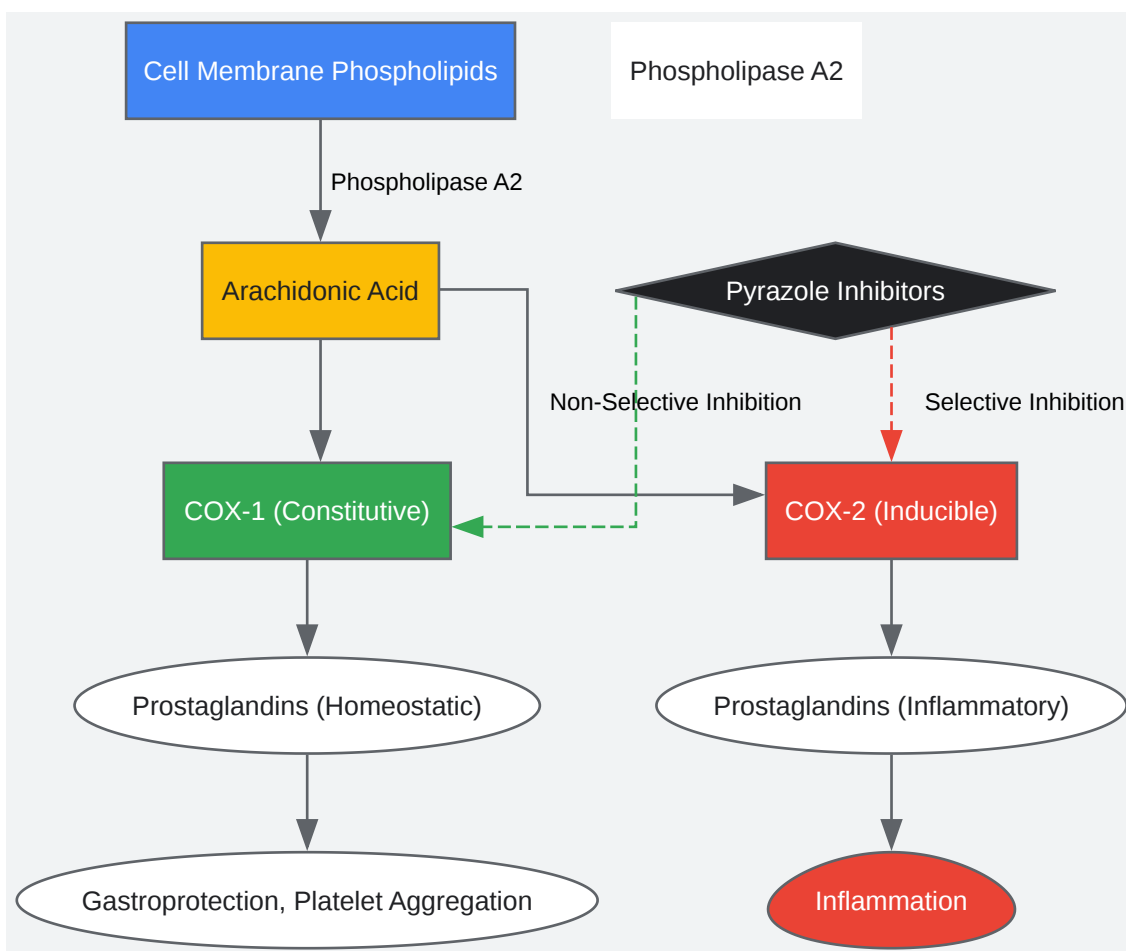 Cell Membrane Phospholipids
Phospholipase A2
Phospholipase A2
Arachidonic Acid
Pyrazole Inhibitors
Non-Selective Inhibition
Selective Inhibition
COX-1 (Constitutive)
COX-2 (Inducible)
Prostaglandins (Homeostatic)
Prostaglandins (Inflammatory)
Gastroprotection, Platelet Aggregation
Inflammation